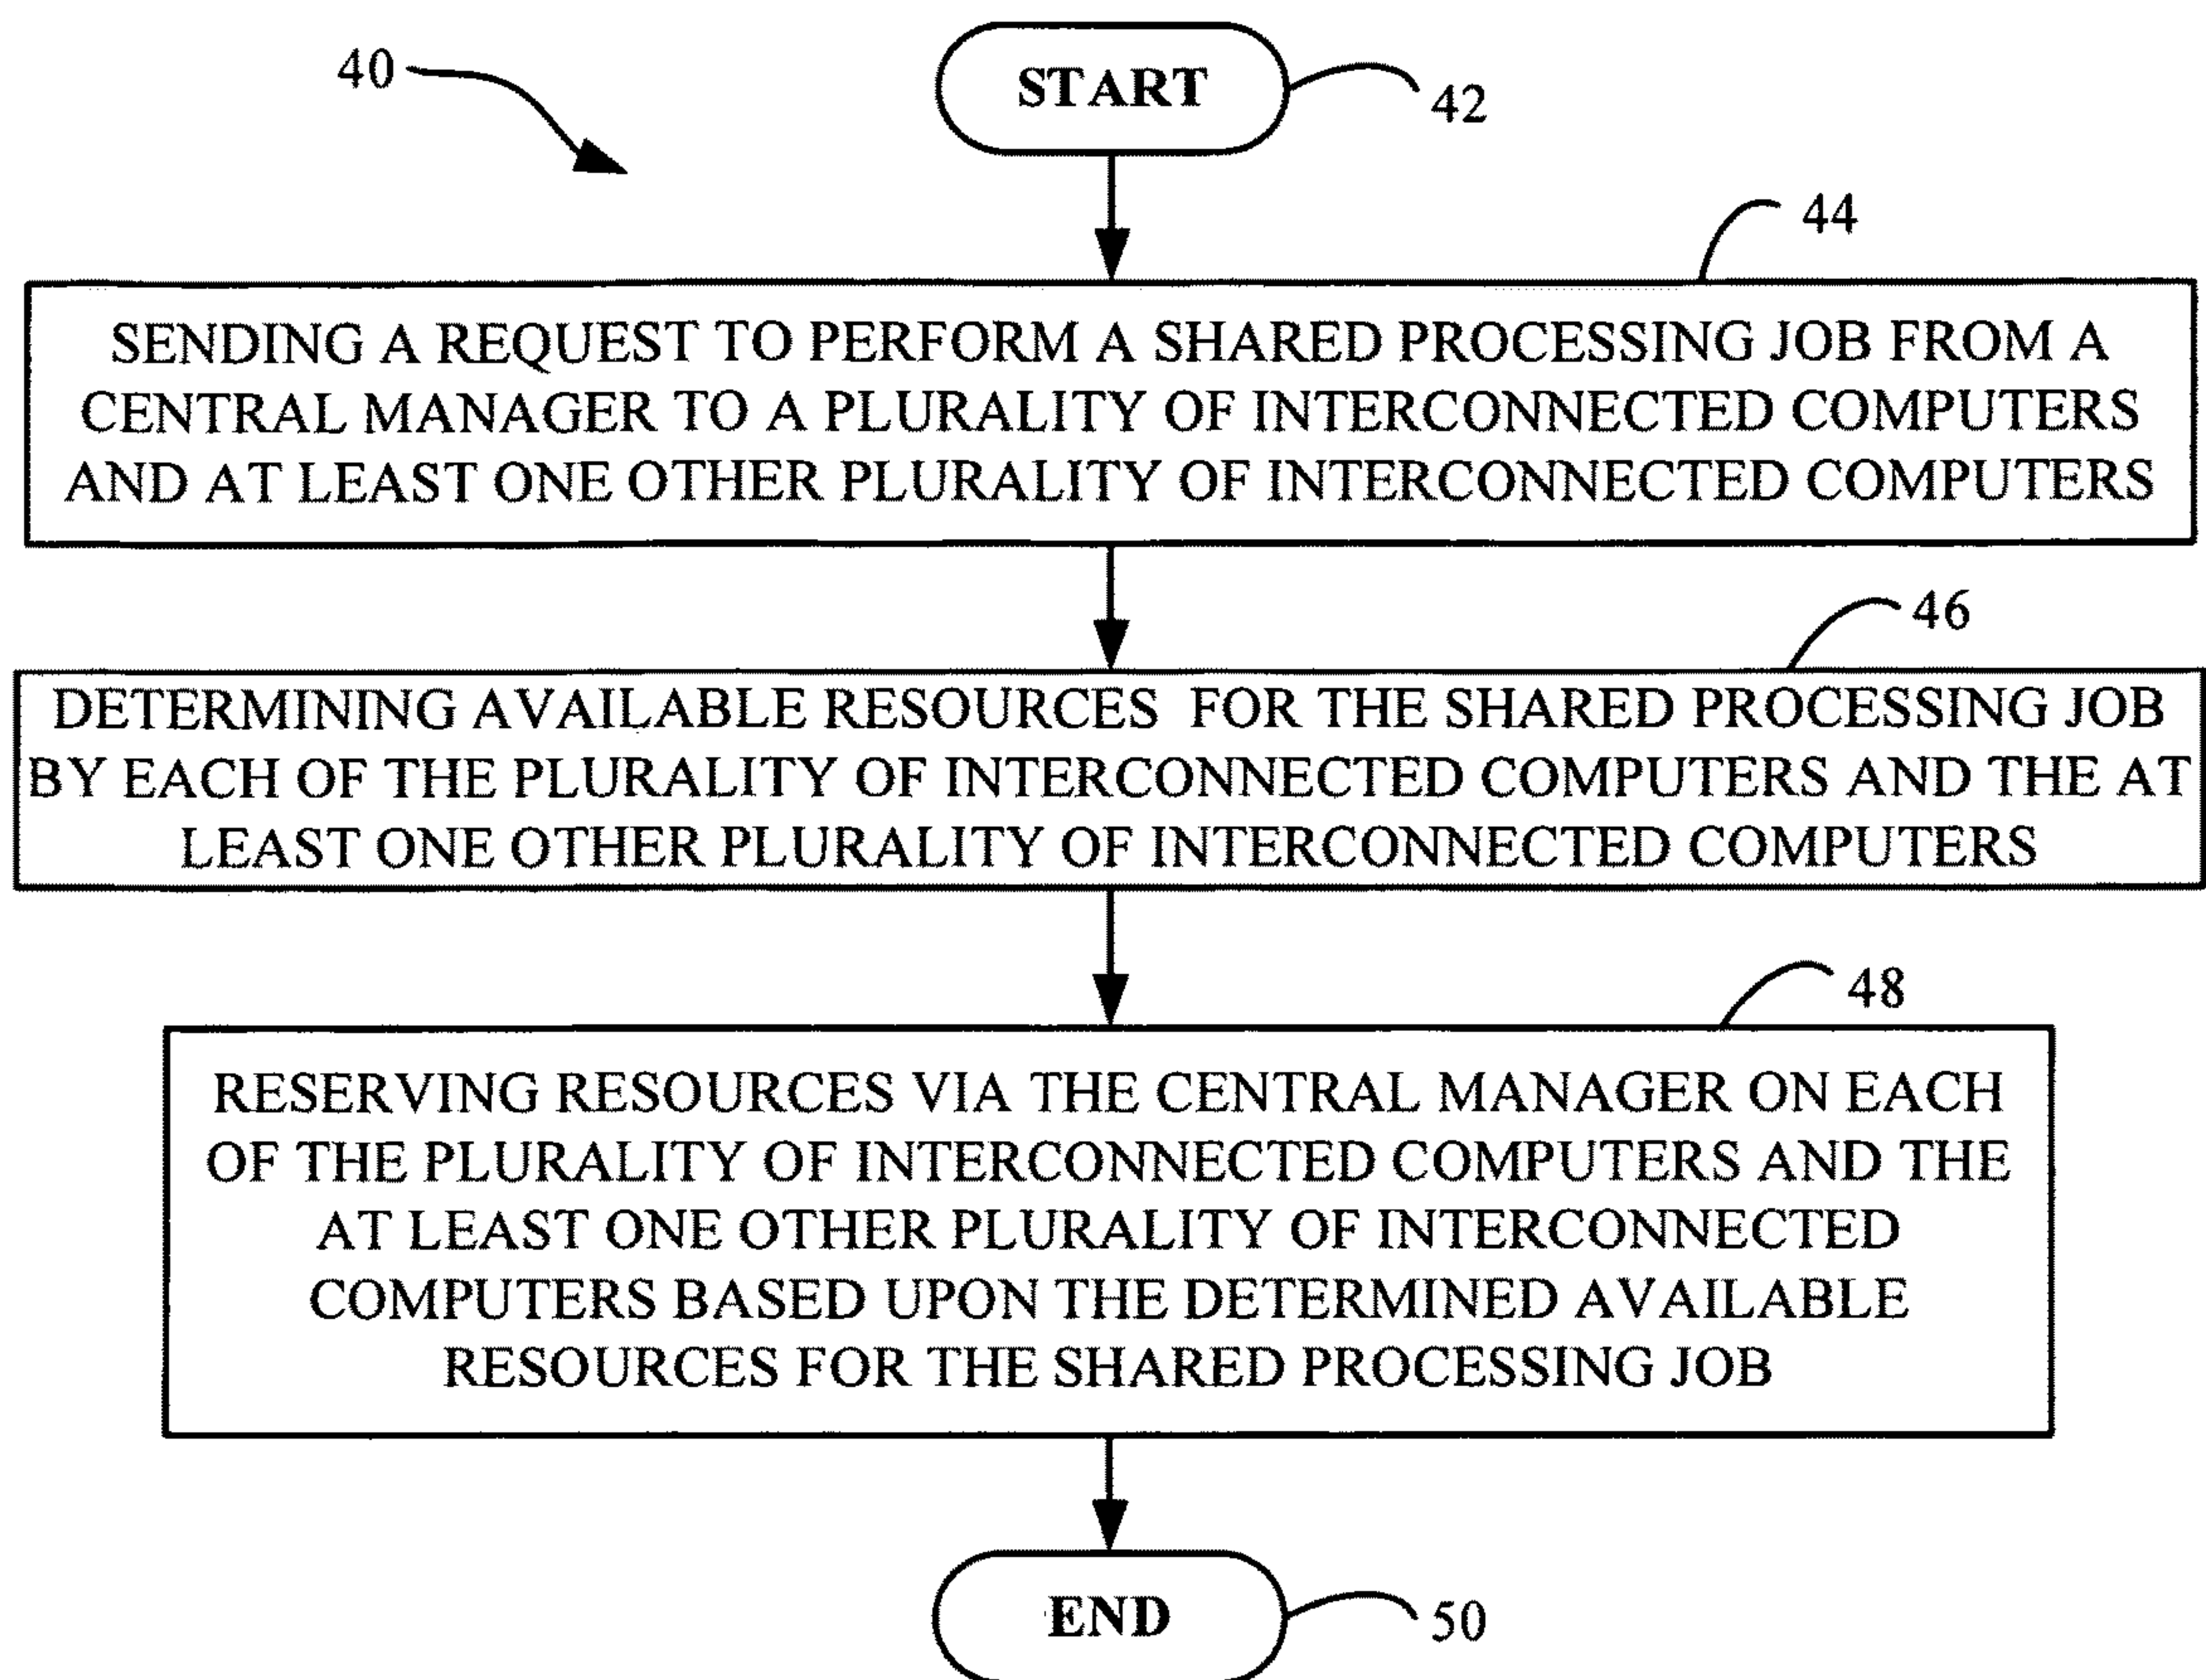 40
START
42
44
SENDING A REQUEST TO PERFORM A SHARED PROCESSING JOB FROM A
CENTRAL MANAGER TO A PLURALITY OF INTERCONNECTED COMPUTERS
AND AT LEAST ONE OTHER PLURALITY OF INTERCONNECTED COMPUTERS
46
DETERMINING AVAILABLE RESOURCES FOR THE SHARED PROCESSING JOB
BY EACH OF THE PLURALITY OF INTERCONNECTED COMPUTERS AND THE AT
LEAST ONE OTHER PLURALITY OF INTERCONNECTED COMPUTERS
48
RESERVING RESOURCES VIA THE CENTRAL MANAGER ON EACH
OF THE PLURALITY OF INTERCONNECTED COMPUTERS AND THE
AT LEAST ONE OTHER PLURALITY OF INTERCONNECTED
COMPUTERS BASED UPON THE DETERMINED AVAILABLE
RESOURCES FOR THE SHARED PROCESSING JOB
END
50